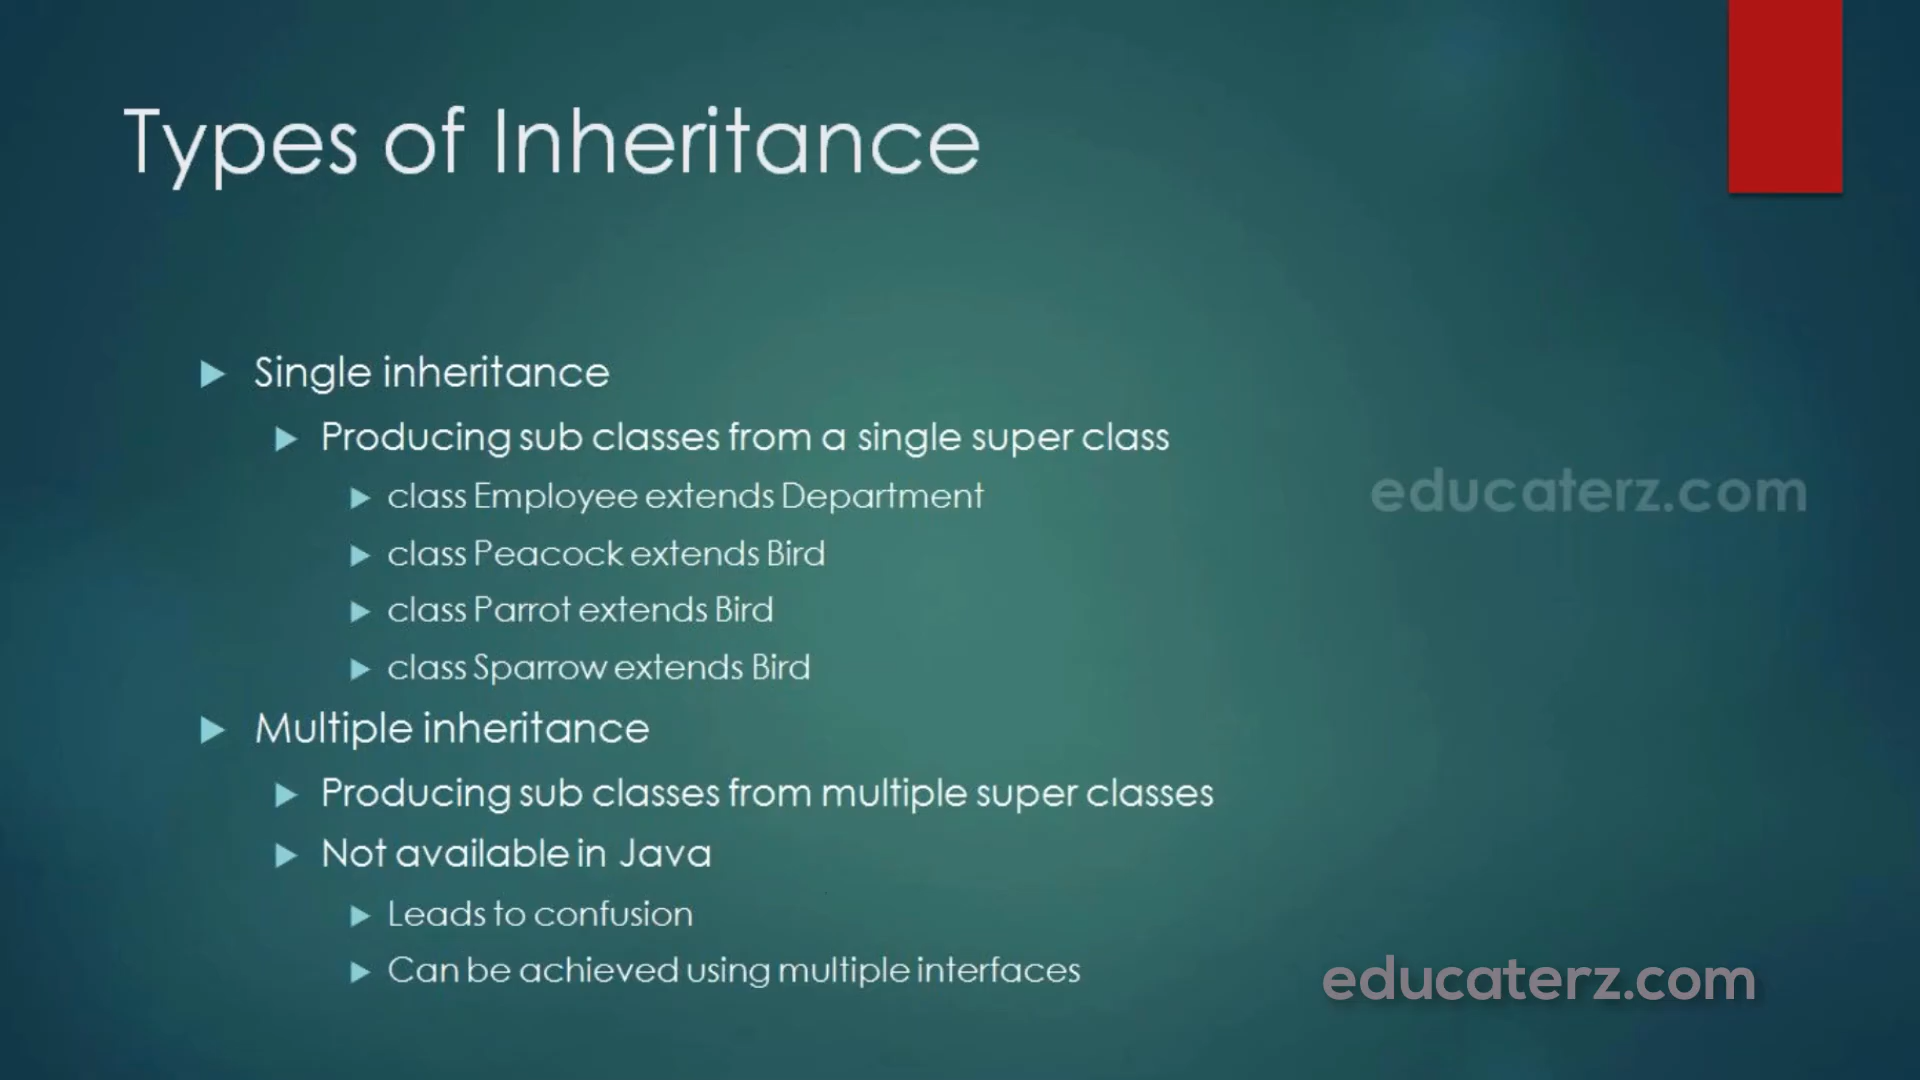 Types of Inheritance
Single inheritance
Producing sub classes from a single super class
class Employee extends Department
class Peacock extends Bird
class Parrot extends Bird
class Sparrow extends Bird
Multiple inheritance
Producing sub classes from multiple super classes
Not available in Java
Leads to confusion
Can be achieved using multiple interfaces
educaterz.com
educaterz.com